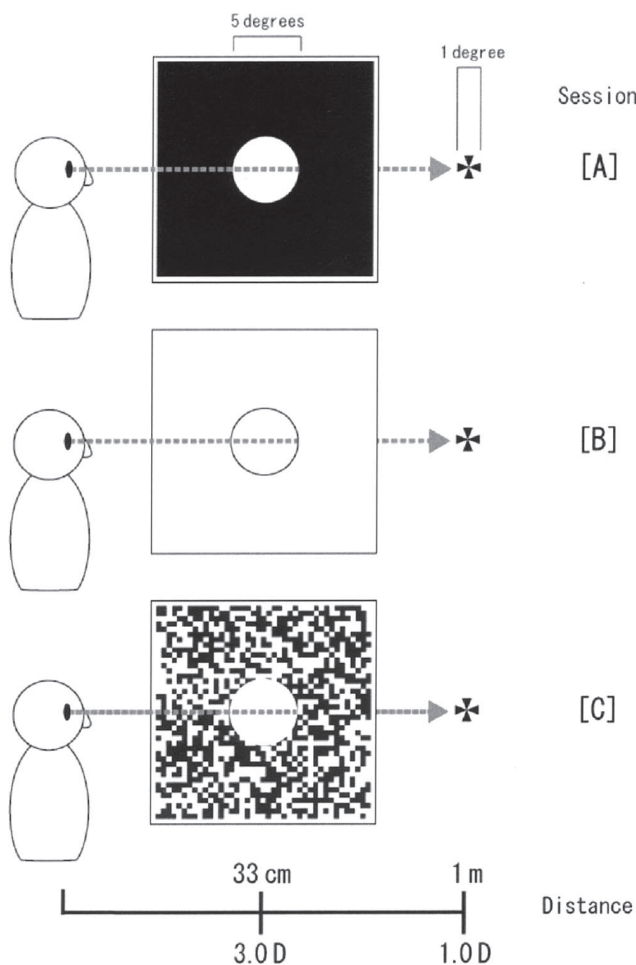 5 degrees
1 degree
Session
[A]
[B]
[C]
33 cm
1 m
Distance
3.0 D
1.0 D